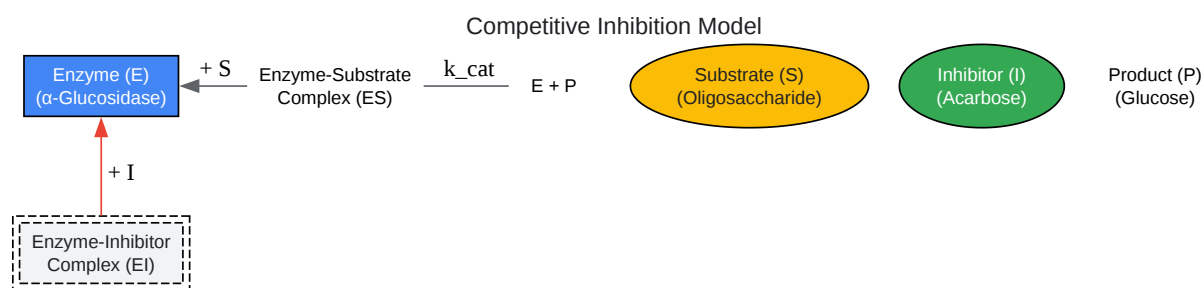 Competitive Inhibition Model
Enzyme (E)
(α-Glucosidase)
+ S
Enzyme-Substrate
Complex (ES)
k_cat
E + P
Substrate (S)
(Oligosaccharide)
Inhibitor (I)
(Acarbose)
Product (P)
(Glucose)
+ I
Enzyme-Inhibitor
Complex (EI)